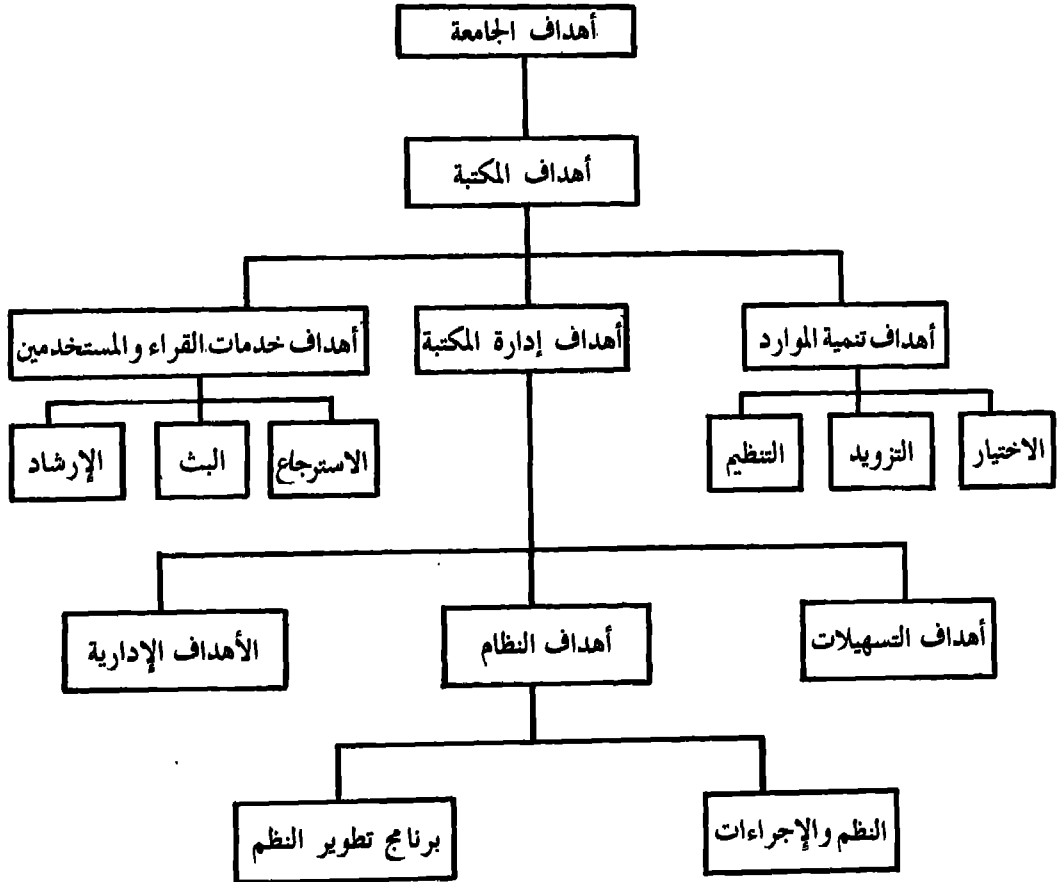 أهداف الجامعة
أهداف المكتبة
أهداف تنمية الموارد
أهداف إدارة المكتبة
أهداف خدمات القراء والمستخدمين
الاختيار
التزويد
التنظيم
الاسترجاع
البث
الإرشاد
أهداف التسهيلات
أهداف النظام
الأهداف الإدارية
النظم والإجراءات
برنامج تطوير النظم